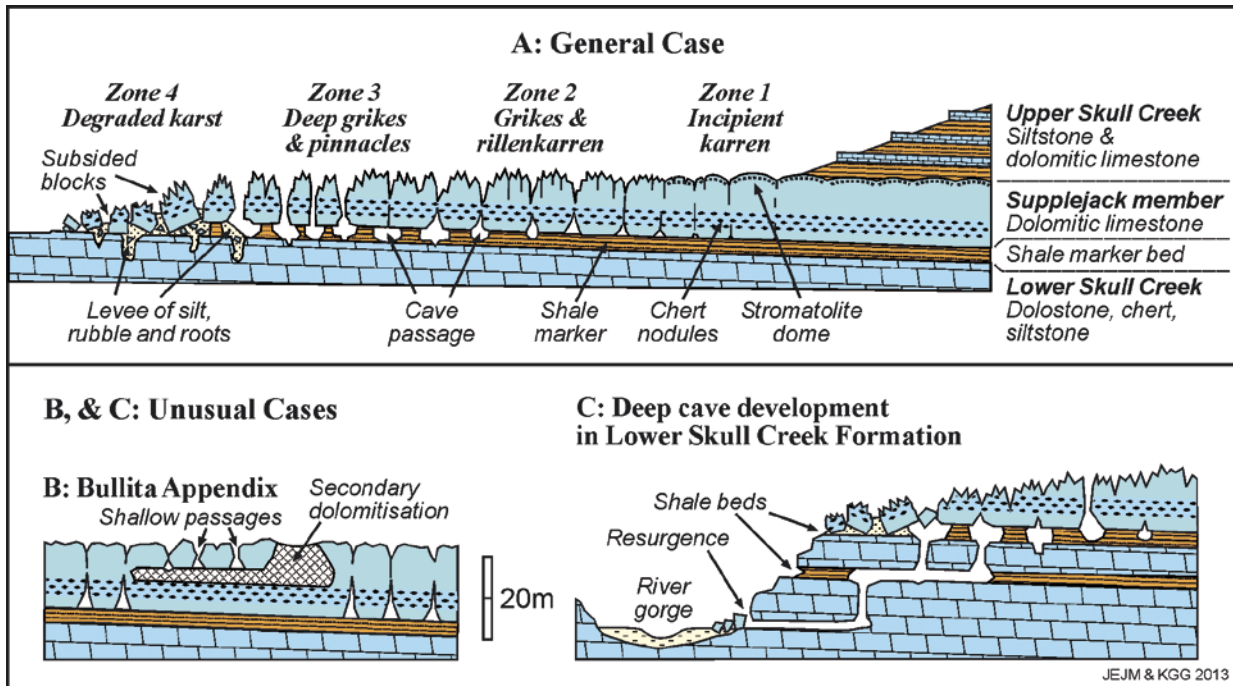 A: General Case
Zone 4
Degraded karst
Zone 3
Deep grikes
& pinnacles
Zone 2
Grikes &
rillenkarren
Zone 1
Incipient
karren
Upper Skull Creek
Siltstone &
dolomitic limestone
Subsided
blocks
Supplejack member
Dolomitic limestone
Shale marker bed
Lower Skull Creek
Dolostone, chert,
siltstone
Levee of silt,
rubble and roots
Cave
passage
Shale
marker
Chert
nodules
Stromatolite
dome
B, & C: Unusual Cases
B: Bullita Appendix
Shallow passages
Secondary
dolomitisation
20m
C: Deep cave development
in Lower Skull Creek Formation
Shale beds
Resurgence
River
gorge
JEJM & KGG 2013